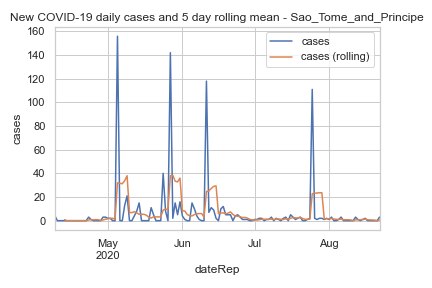 New COVID-19 daily cases and 5 day rolling mean - Sao_Tome_and_Principe
cases
cases (rolling)
160
140
120
100
80
60
40
20
0
cases
May Jun Jul Aug
2020
dateRep